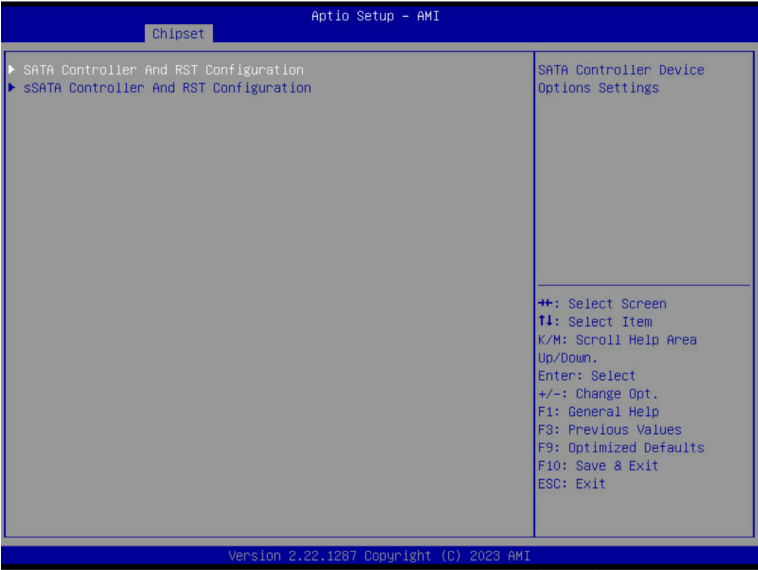 Aptio Setup – AMI
Chipset
▶ SATA Controller And RST Configuration
▶ sSATA Controller And RST Configuration
SATA Controller Device
Options Settings
→←: Select Screen
↑↓: Select Item
K/M: Scroll Help Area
Up/Down.
Enter: Select
+/-: Change Opt.
F1: General Help
F3: Previous Values
F9: Optimized Defaults
F10: Save & Exit
ESC: Exit
Version 2.22.1287 Copyright (C) 2023 AMI